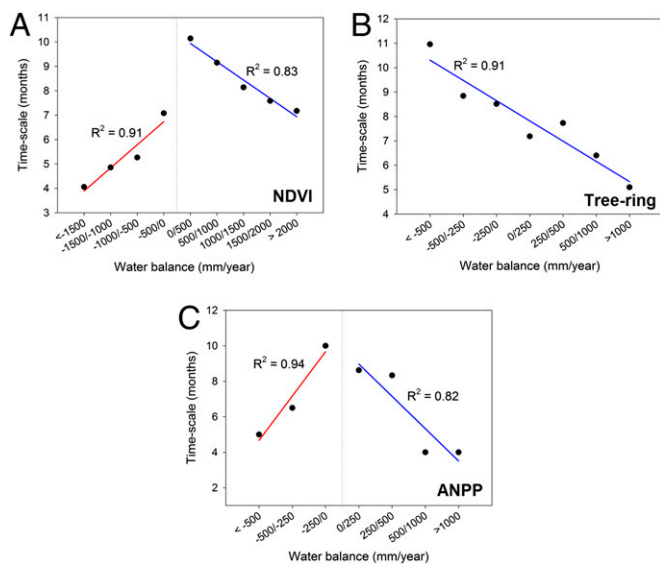 A
11
10
9
8
7
6
5
4
3
Time-scale (months)
R² = 0.91
R² = 0.83
NDVI
<-1500
-1500/-1000
-1000/-500
-500/0
0/500
500/1000
1000/1500
1500/2000
> 2000
Water balance (mm/year)
B
12
11
10
9
8
7
6
5
4
Time-scale (months)
R² = 0.91
Tree-ring
< -500
-500/-250
-250/0
0/250
250/500
500/1000
>1000
Water balance (mm/year)
C
12
10
8
6
4
2
Time-scale (months)
R² = 0.94
R² = 0.82
ANPP
< -500
-500/-250
-250/0
0/250
250/500
500/1000
>1000
Water balance (mm/year)